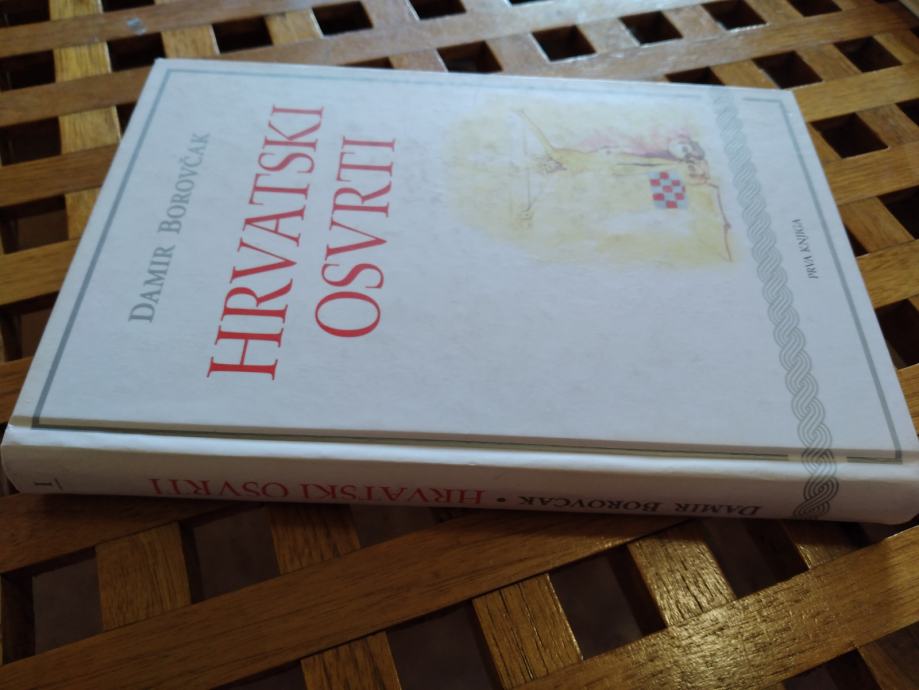 DAMIR BOROVČAK
HRVATSKI
OSVRTI
PRVA KNJIGA
DAMIR BOROVČAK • HRVATSKI OSVRTI
1